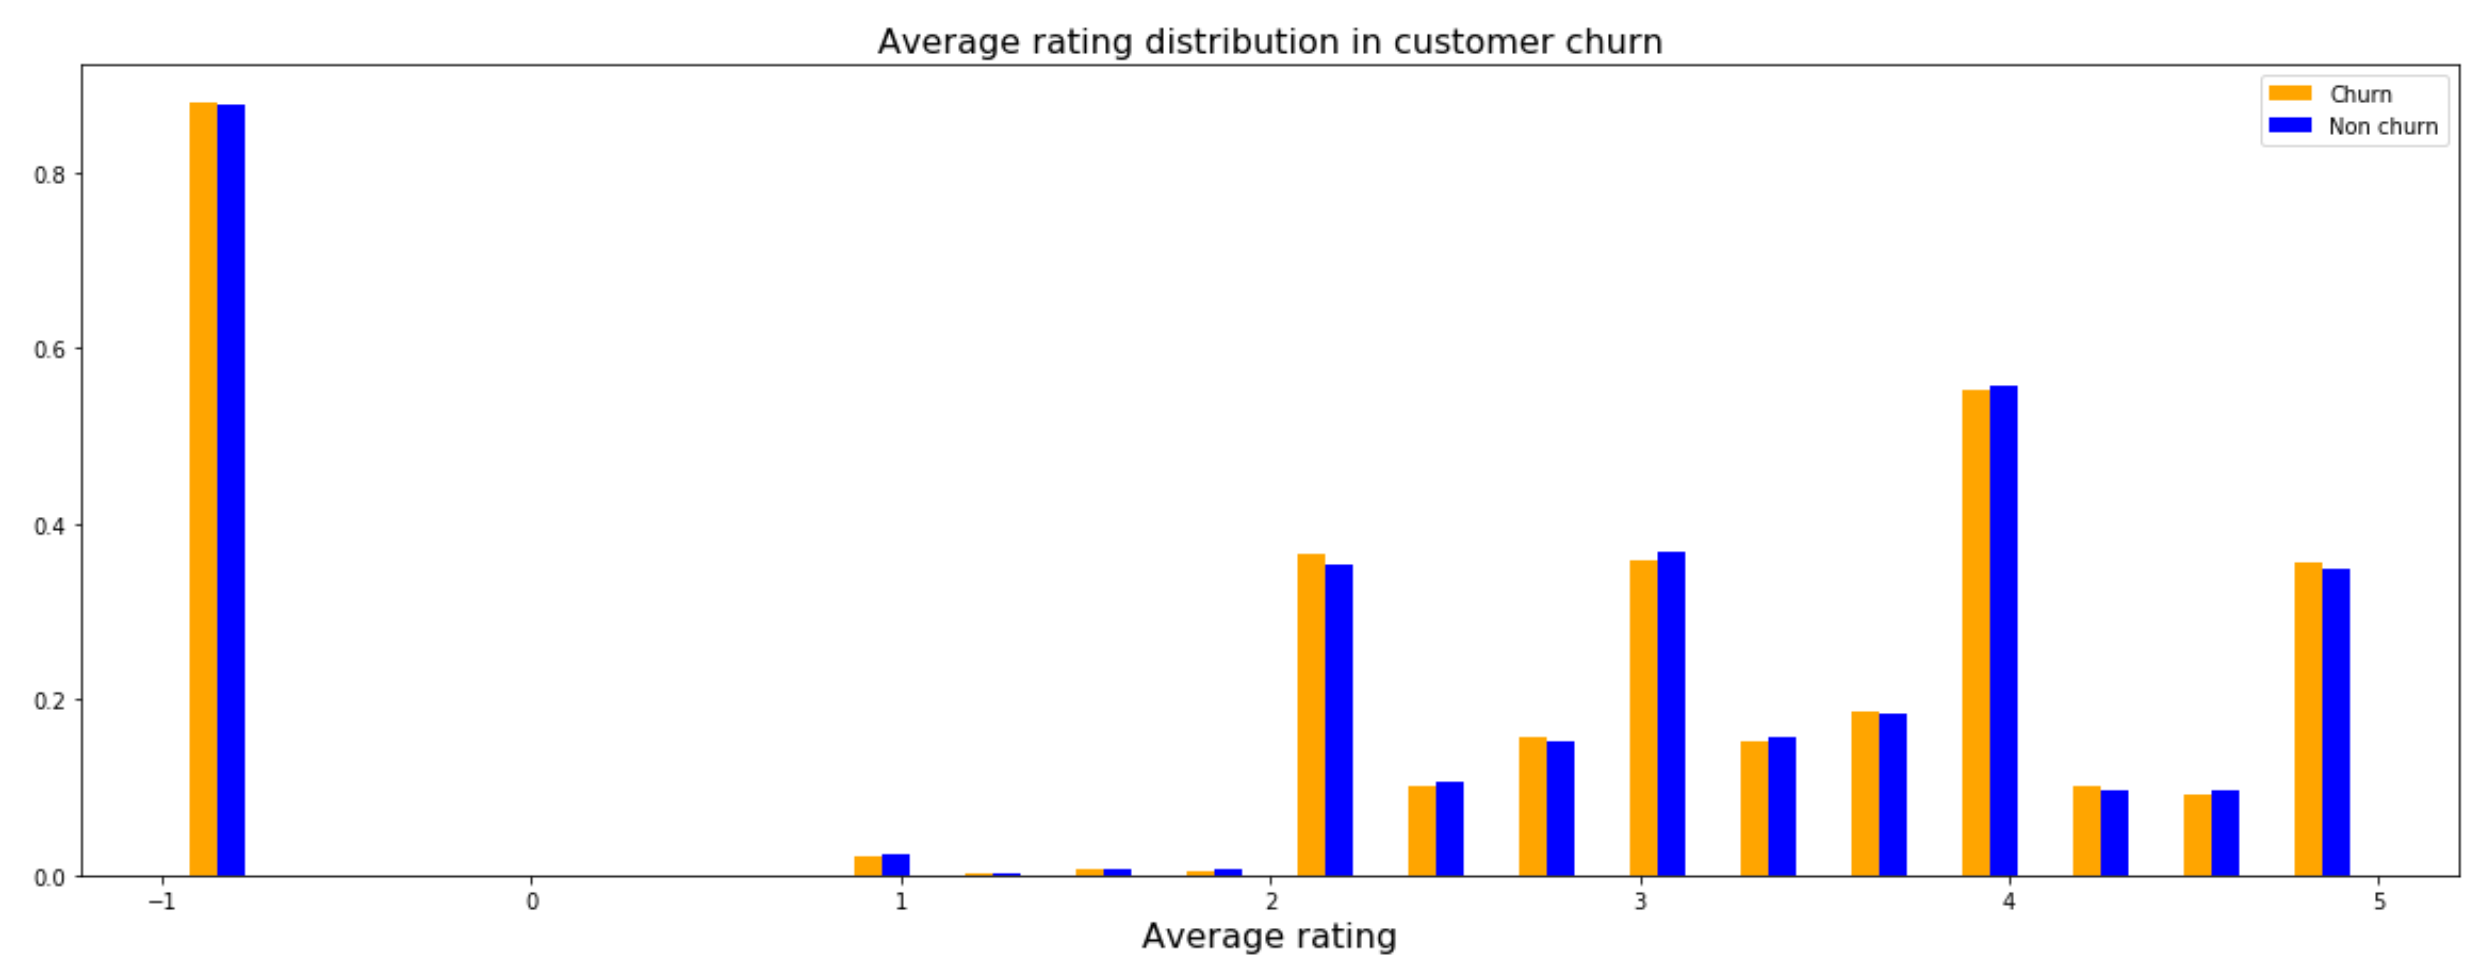 Average rating distribution in customer churn
Churn
Non churn
0.8
0.6
0.4
0.2
0.0
−1 0 1 2 3 4 5
Average rating